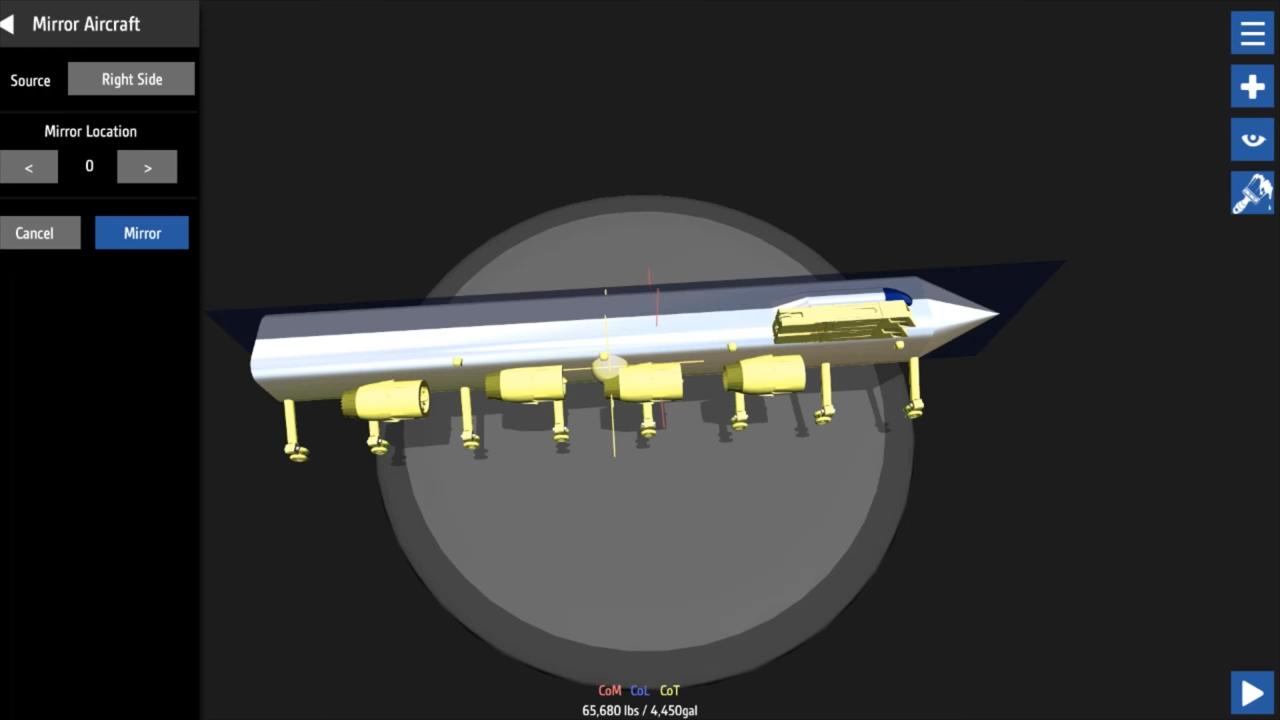 Mirror Aircraft
Source Right Side
Mirror Location
< 0 >
Cancel Mirror
CoM CoL CoT
65,680 lbs / 4,450gal